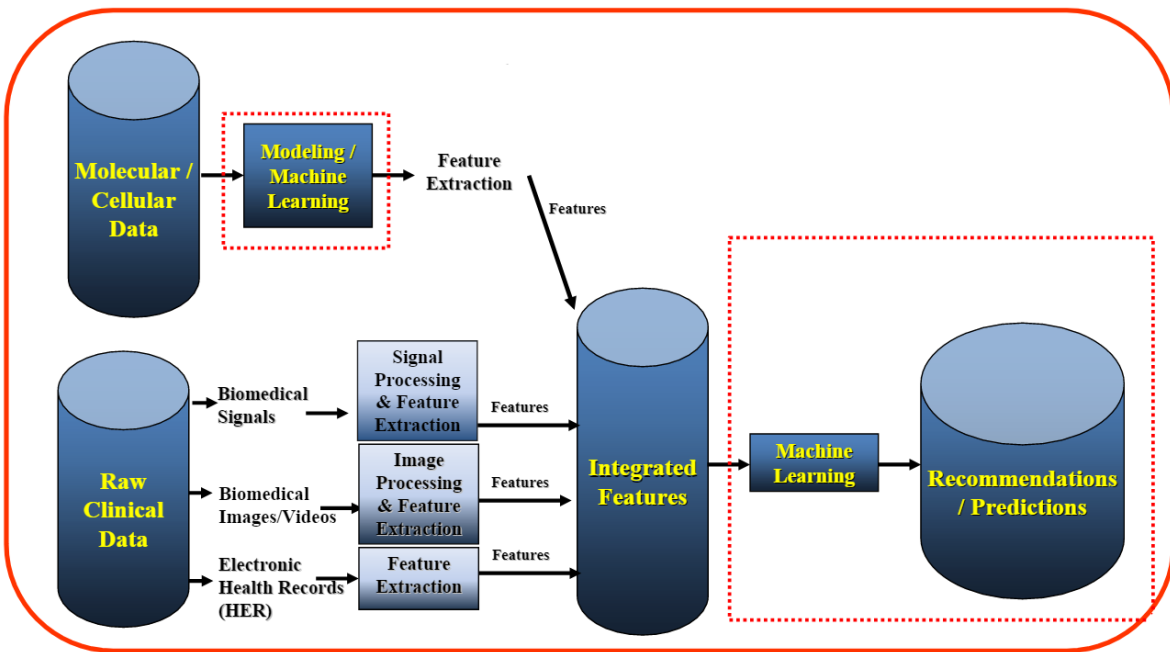 Molecular /
Cellular
Data
Modeling /
Machine
Learning
Feature
Extraction
Features
Raw
Clinical
Data
Biomedical
Signals
Signal
Processing
& Feature
Extraction
Features
Biomedical
Images/Videos
Image
Processing
& Feature
Extraction
Features
Electronic
Health Records
(HER)
Feature
Extraction
Features
Integrated
Features
Machine
Learning
Recommendations
/ Predictions